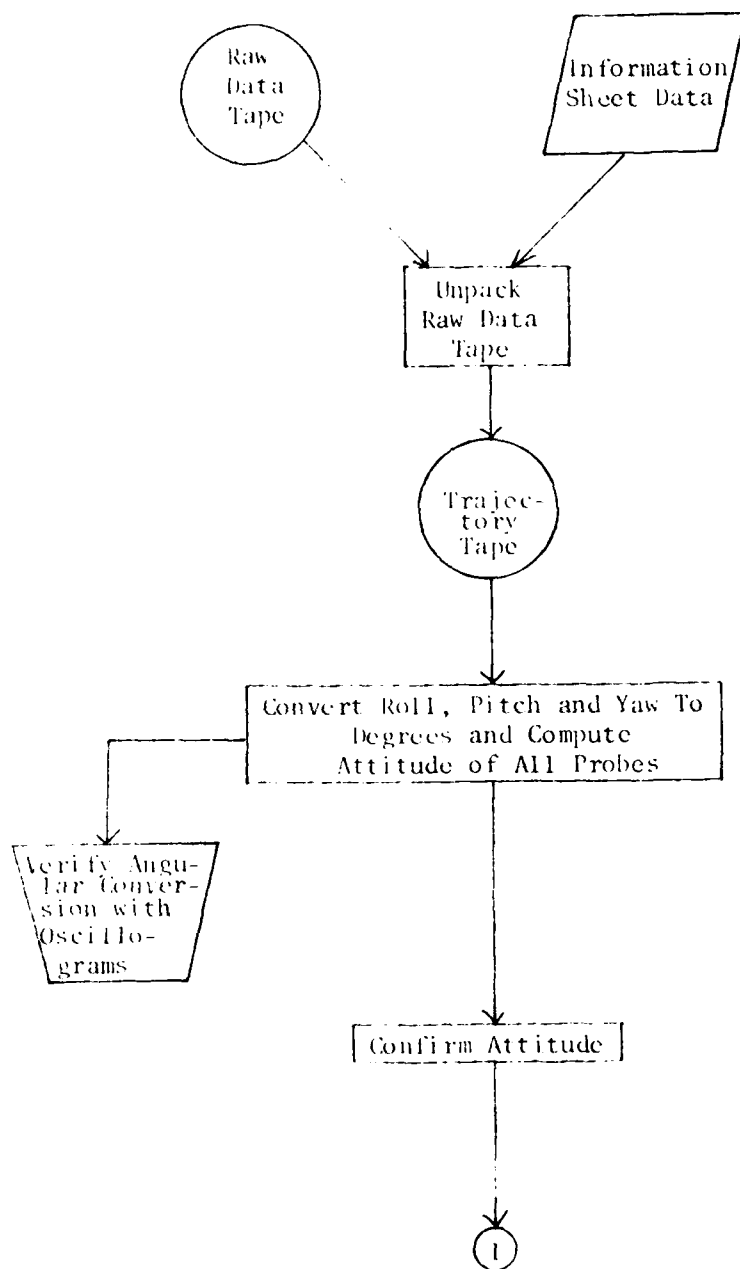 Raw
Data
Tape
Information
Sheet Data
Unpack
Raw Data
Tape
Trajec-
tory
Tape
Convert Roll, Pitch and Yaw To
Degrees and Compute
Attitude of All Probes
Verify Angu-
lar Conver-
sion with
Oscillo-
grams
Confirm Attitude
1